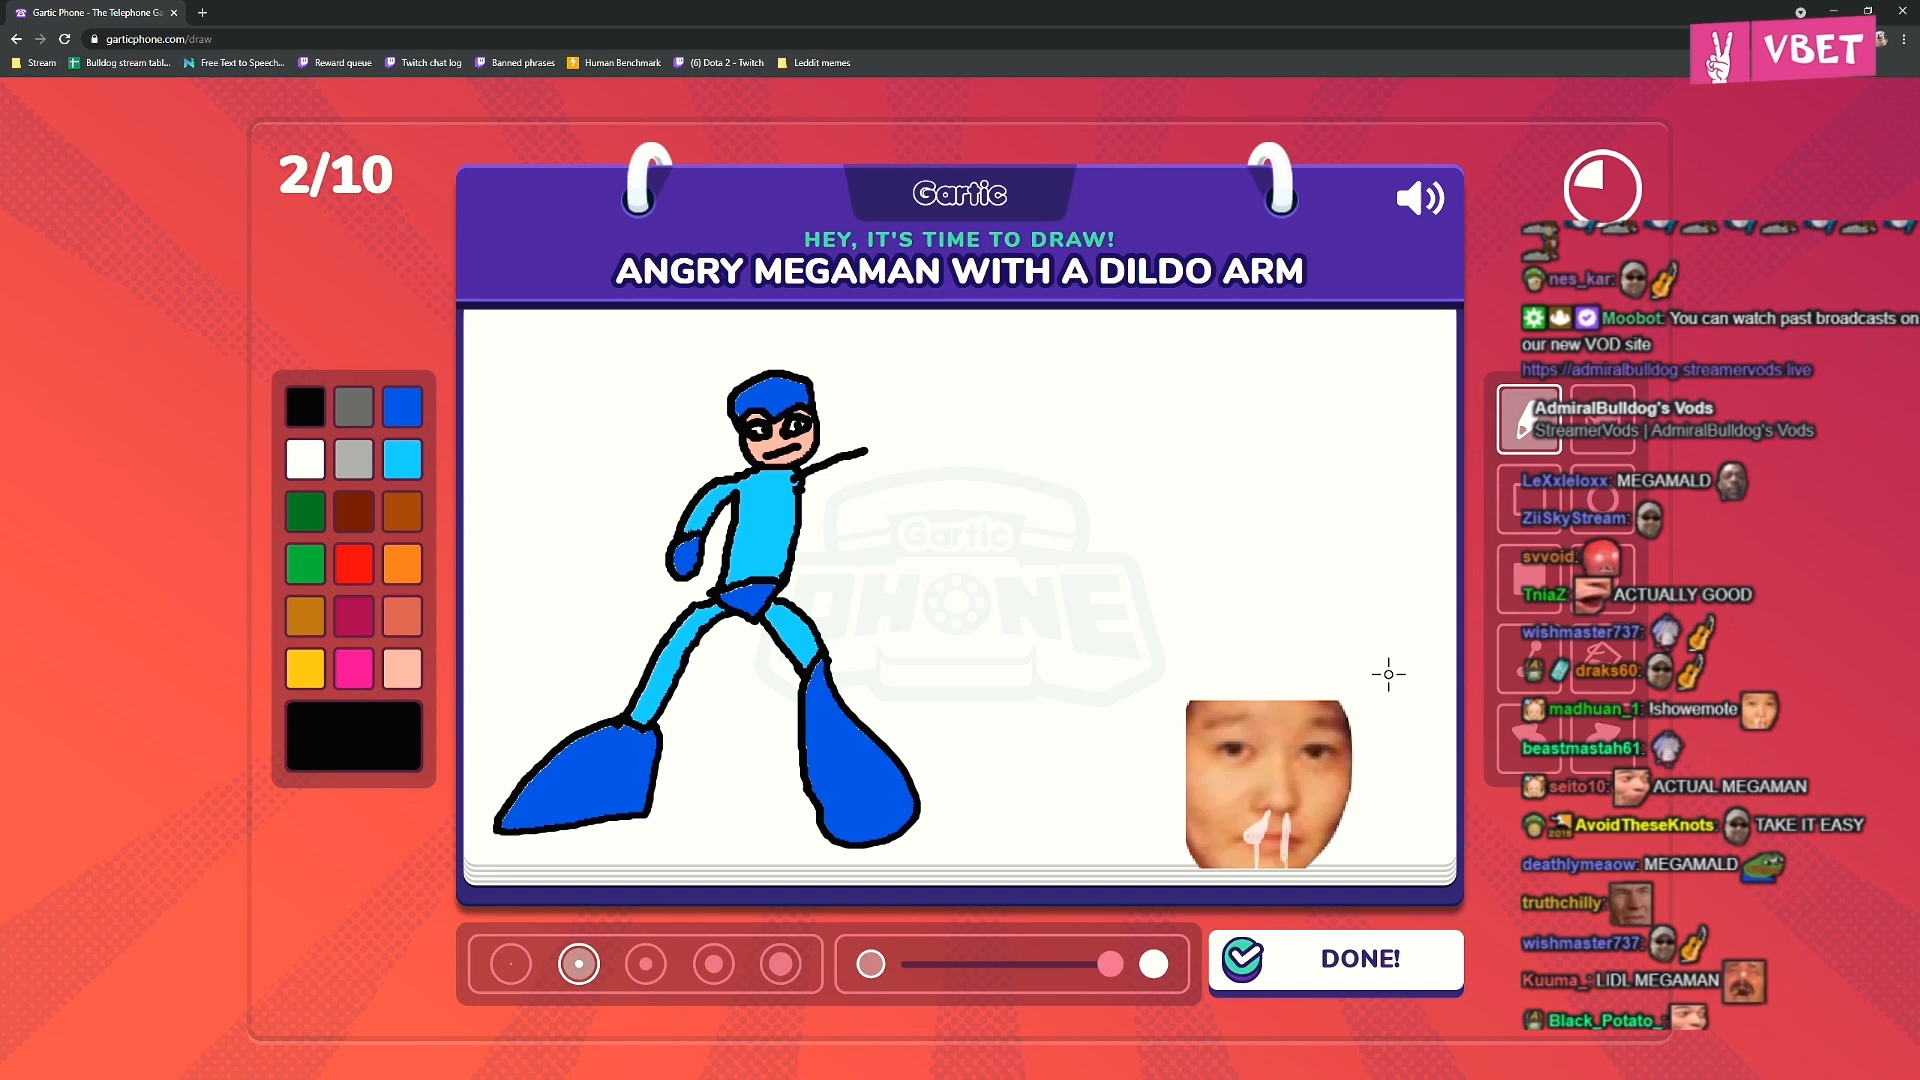 Gartic Phone - The Telephone Ga
garticphone.com/draw
Stream
Bulldog stream tabl...
Free Text to Speech...
Reward queue
Twitch chat log
Banned phrases
Human Benchmark
(6) Dota 2 - Twitch
Leddit memes
VBET
2/10
Gartic
HEY, IT'S TIME TO DRAW!
ANGRY MEGAMAN WITH A DILDO ARM
Gartic
PHONE
DONE!
nes_kar:
Moobot: You can watch past broadcasts on
our new VOD site
https://admiralbulldog.streamervods.live
AdmiralBulldog's Vods
StreamerVods | AdmiralBulldog's Vods
LeXxleloxx: MEGAMALD
ZiiSkyStream:
svvoid:
TniaZ: ACTUALLY GOOD
wishmaster737:
draks60:
madhuan_1: !showemote
beastmastah61:
seito10: ACTUAL MEGAMAN
AvoidTheseKnots: TAKE IT EASY
deathlymeaow: MEGAMALD
truthchilly:
wishmaster737:
Kuuma_: LIDL MEGAMAN
Black_Potato_: